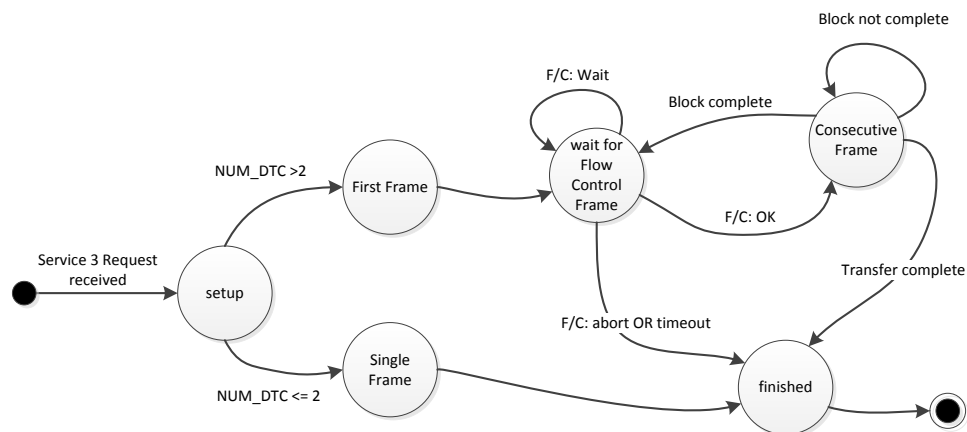 Block not complete
F/C: Wait
Block complete
Consecutive
Frame
wait for
Flow
Control
Frame
NUM_DTC >2
First Frame
F/C: OK
Service 3 Request
received
Transfer complete
setup
F/C: abort OR timeout
Single
Frame
finished
NUM_DTC <= 2